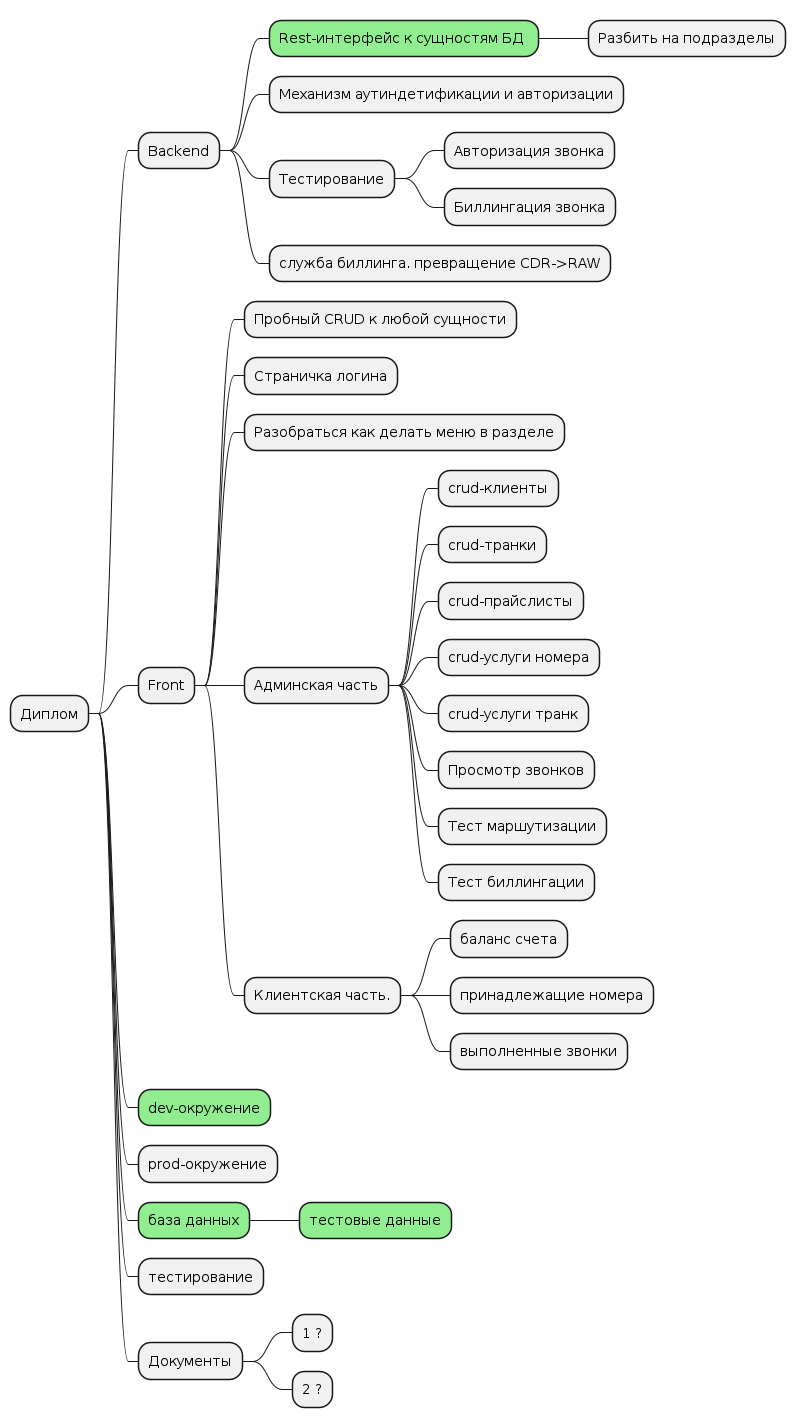 Rest-интерфейс к сущностям БД
Разбить на подразделы
Механизм аутиндетификации и авторизации
Backend
Авторизация звонка
Тестирование
Биллингация звонка
служба биллинга. превращение CDR->RAW
Пробный CRUD к любой сущности
Страничка логина
Разобраться как делать меню в разделе
crud-клиенты
crud-транки
crud-прайслисты
crud-услуги номера
Диплом
Front
Админская часть
crud-услуги транк
Просмотр звонков
Тест маршутизации
Тест биллингации
баланс счета
Клиентская часть.
принадлежащие номера
выполненные звонки
dev-окружение
prod-окружение
база данных
тестовые данные
тестирование
1 ?
Документы
2 ?